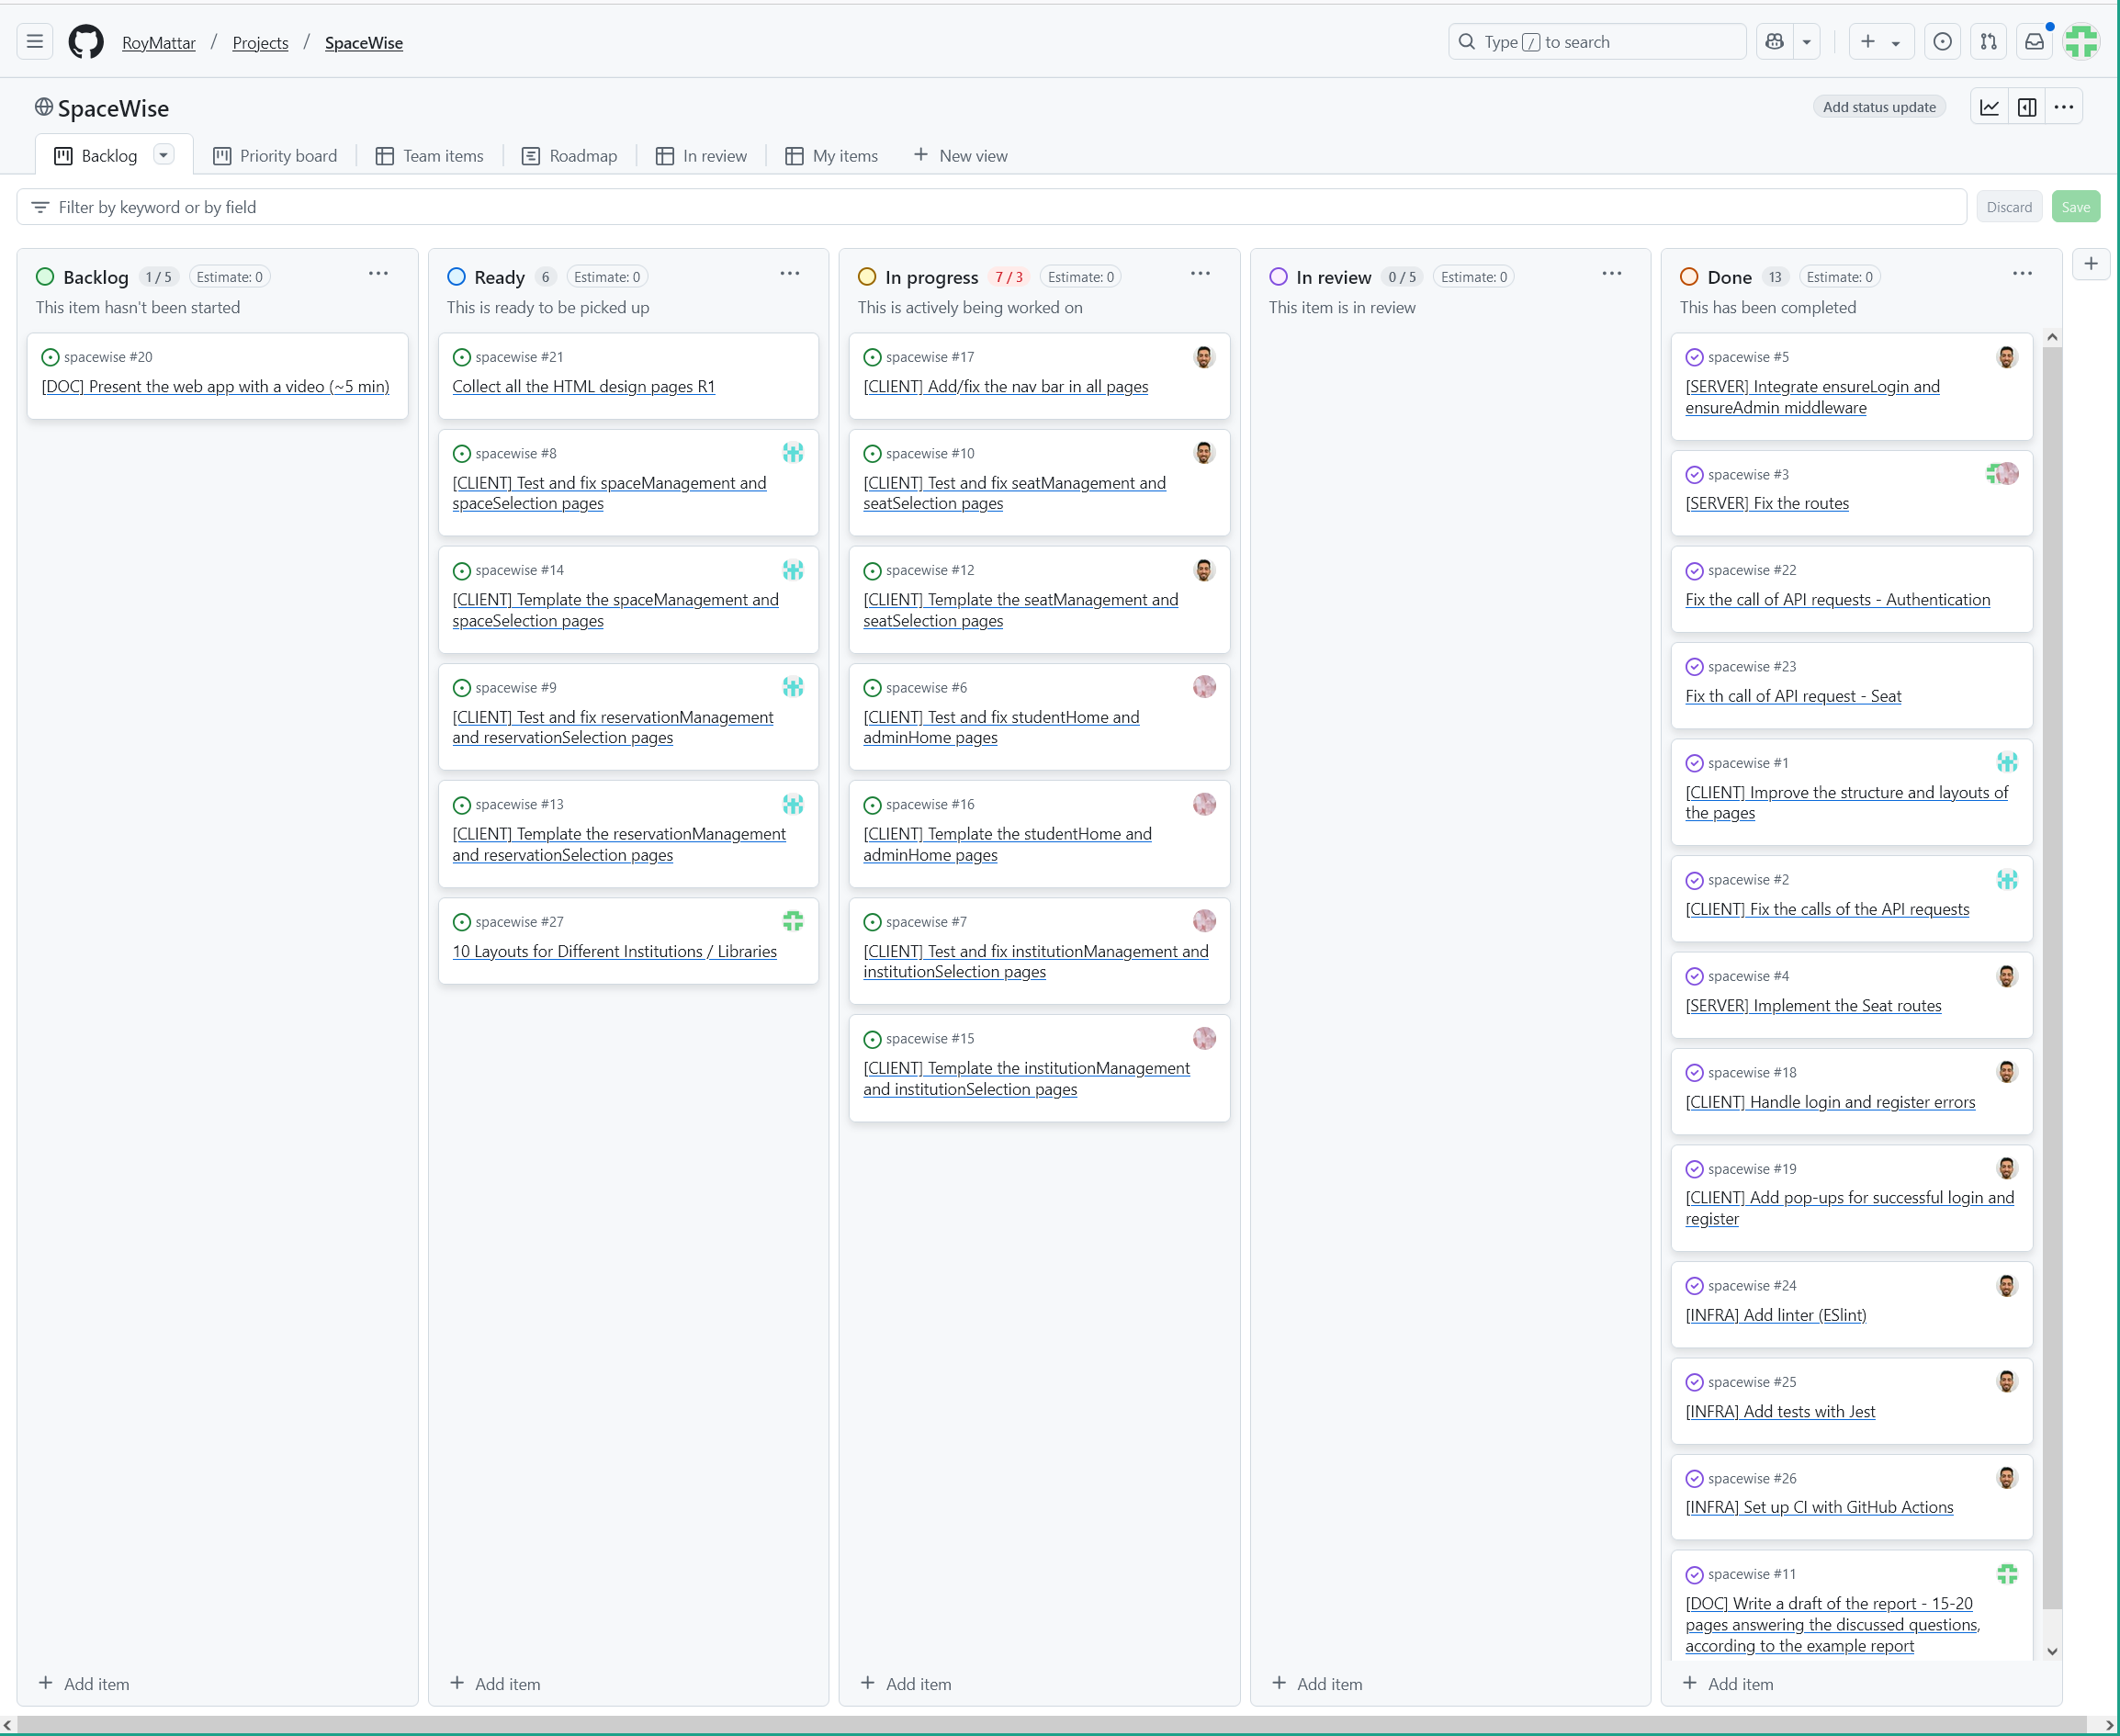 RoyMattar / Projects / SpaceWise
Type / to search
SpaceWise
Add status update
Backlog
Priority board
Team items
Roadmap
In review
My items
New view
Filter by keyword or by field
Discard
Save
Backlog 1 / 5 Estimate: 0
This item hasn't been started
spacewise #20
[DOC] Present the web app with a video (~5 min)
Add item
Ready 6 Estimate: 0
This is ready to be picked up
spacewise #21
Collect all the HTML design pages R1
spacewise #8
[CLIENT] Test and fix spaceManagement and
spaceSelection pages
spacewise #14
[CLIENT] Template the spaceManagement and
spaceSelection pages
spacewise #9
[CLIENT] Test and fix reservationManagement
and reservationSelection pages
spacewise #13
[CLIENT] Template the reservationManagement
and reservationSelection pages
spacewise #27
10 Layouts for Different Institutions / Libraries
Add item
In progress 7 / 3 Estimate: 0
This is actively being worked on
spacewise #17
[CLIENT] Add/fix the nav bar in all pages
spacewise #10
[CLIENT] Test and fix seatManagement and
seatSelection pages
spacewise #12
[CLIENT] Template the seatManagement and
seatSelection pages
spacewise #6
[CLIENT] Test and fix studentHome and
adminHome pages
spacewise #16
[CLIENT] Template the studentHome and
adminHome pages
spacewise #7
[CLIENT] Test and fix institutionManagement and
institutionSelection pages
spacewise #15
[CLIENT] Template the institutionManagement
and institutionSelection pages
Add item
In review 0 / 5 Estimate: 0
This item is in review
Add item
Done 13 Estimate: 0
This has been completed
spacewise #5
[SERVER] Integrate ensureLogin and
ensureAdmin middleware
spacewise #3
[SERVER] Fix the routes
spacewise #22
Fix the call of API requests - Authentication
spacewise #23
Fix th call of API request - Seat
spacewise #1
[CLIENT] Improve the structure and layouts of
the pages
spacewise #2
[CLIENT] Fix the calls of the API requests
spacewise #4
[SERVER] Implement the Seat routes
spacewise #18
[CLIENT] Handle login and register errors
spacewise #19
[CLIENT] Add pop-ups for successful login and
register
spacewise #24
[INFRA] Add linter (ESlint)
spacewise #25
[INFRA] Add tests with Jest
spacewise #26
[INFRA] Set up CI with GitHub Actions
spacewise #11
[DOC] Write a draft of the report - 15-20
pages answering the discussed questions,
according to the example report
Add item